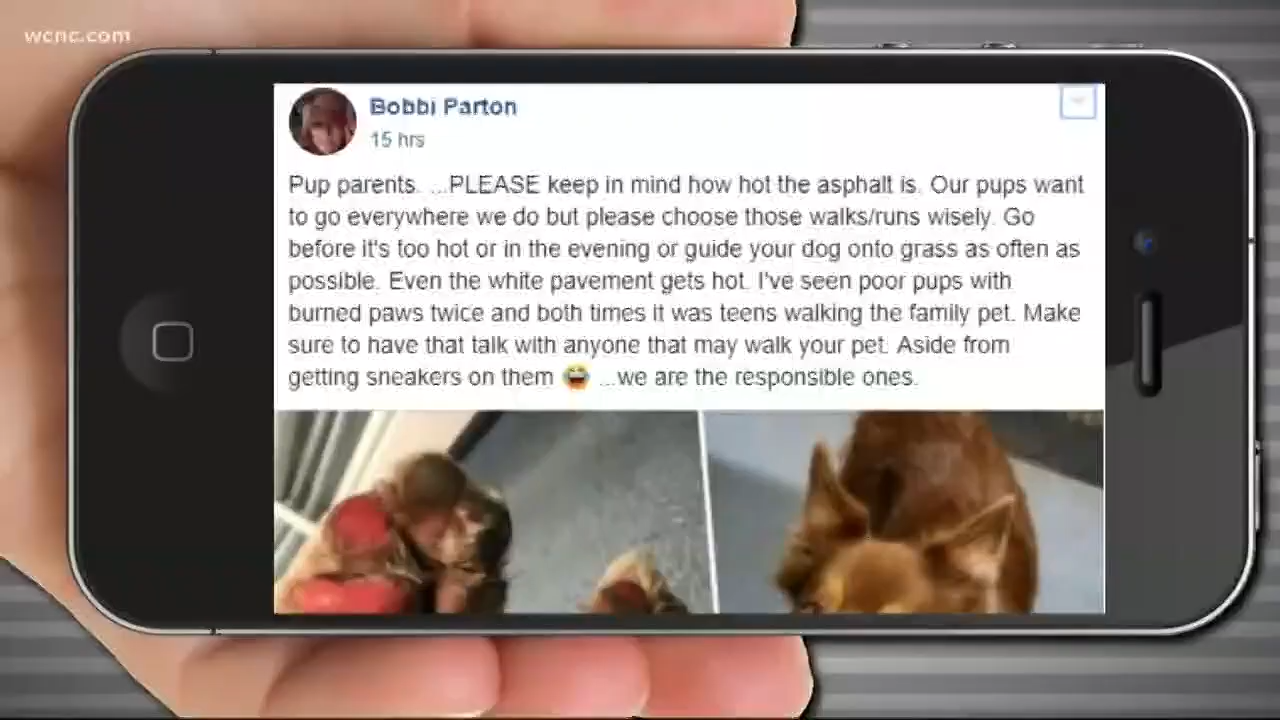 wcnc.com
Bobbi Parton
15 hrs
Pup parents. ...PLEASE keep in mind how hot the asphalt is. Our pups want
to go everywhere we do but please choose those walks/runs wisely. Go
before it's too hot or in the evening or guide your dog onto grass as often as
possible. Even the white pavement gets hot. I've seen poor pups with
burned paws twice and both times it was teens walking the family pet. Make
sure to have that talk with anyone that may walk your pet. Aside from
getting sneakers on them 😂 ...we are the responsible ones.